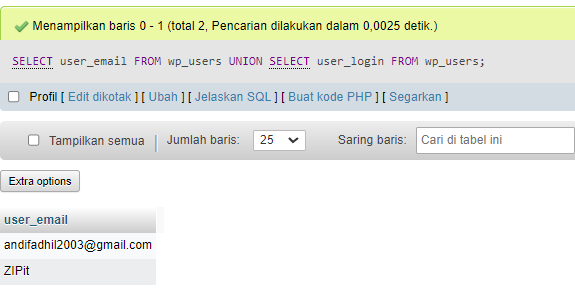 Menampilkan baris 0 - 1 (total 2, Pencarian dilakukan dalam 0,0025 detik.)
SELECT user_email FROM wp_users UNION SELECT user_login FROM wp_users;
Profil [ Edit dikotak ] [ Ubah ] [ Jelaskan SQL ] [ Buat kode PHP ] [ Segarkan ]
Tampilkan semua Jumlah baris: 25 Saring baris: Cari di tabel ini
Extra options
user_email
andifadhil2003@gmail.com
ZIPit